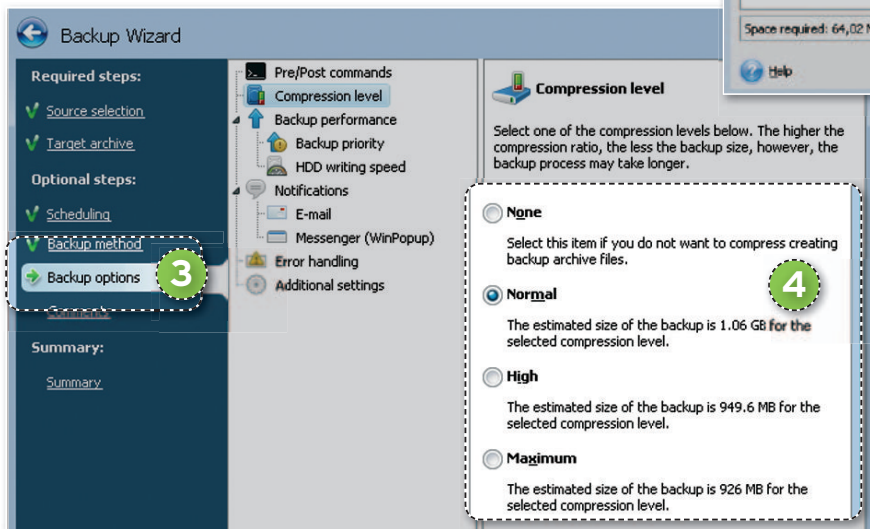 Space required: 64,02
Help
Backup Wizard
Required steps:
Source selection
Target archive
Optional steps:
Scheduling
Backup method
Backup options
3
Comments
Summary:
Summary
Pre/Post commands
Compression level
Backup performance
Backup priority
HDD writing speed
Notifications
E-mail
Messenger (WinPopup)
Error handling
Additional settings
Compression level
Select one of the compression levels below. The higher the
compression ratio, the less the backup size, however, the
backup process may take longer.
None
Select this item if you do not want to compress creating
backup archive files.
4
Normal
The estimated size of the backup is 1.06 GB for the
selected compression level.
High
The estimated size of the backup is 949.6 MB for the
selected compression level.
Maximum
The estimated size of the backup is 926 MB for the
selected compression level.